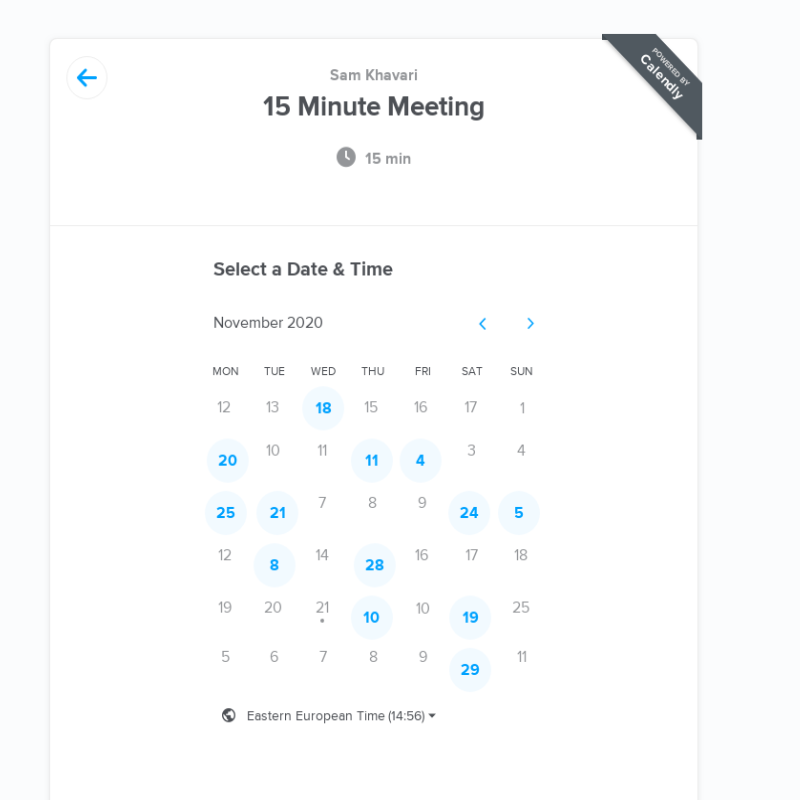 Sam Khavari
15 Minute Meeting
15 min
POWERED BY
Calendly
Select a Date & Time
November 2020
MON TUE WED THU FRI SAT SUN
12 13 18 15 16 17 1
20 10 11 11 4 3 4
25 21 7 8 9 24 5
12 8 14 28 16 17 18
19 20 21 10 10 19 25
5 6 7 8 9 29 11
Eastern European Time (14:56)